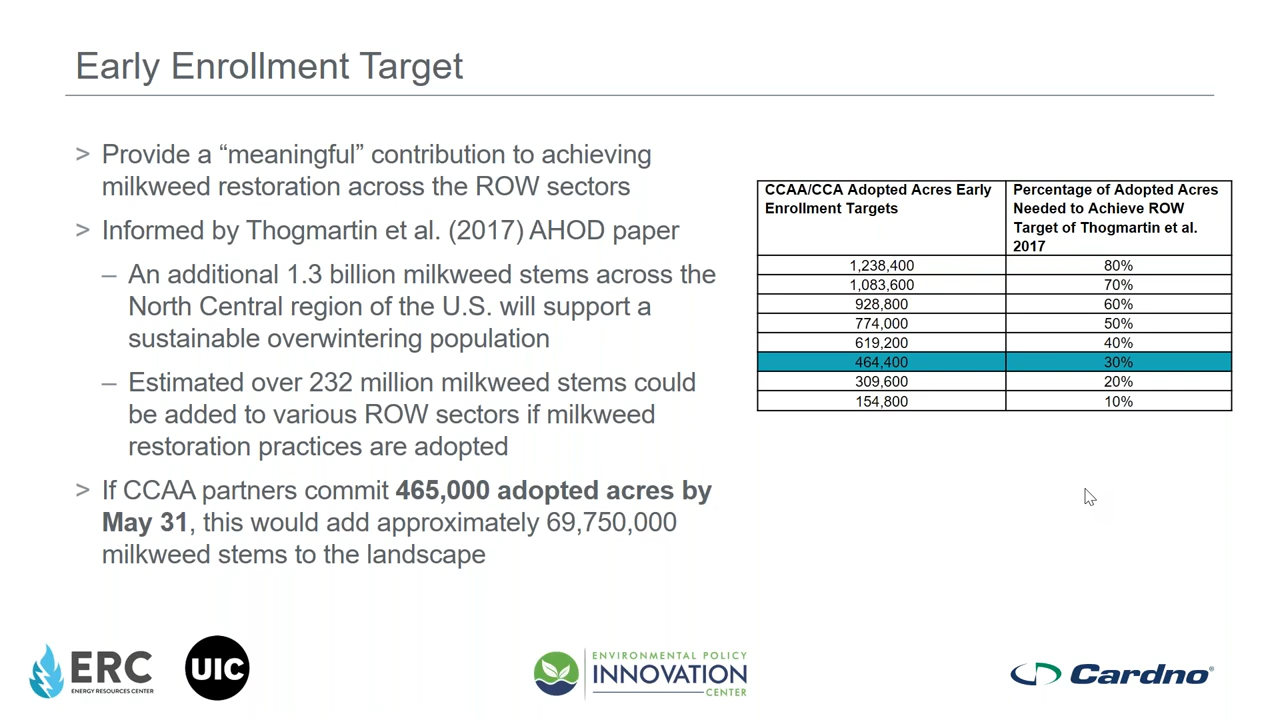 Early Enrollment Target
> Provide a “meaningful” contribution to achieving
milkweed restoration across the ROW sectors
> Informed by Thogmartin et al. (2017) AHOD paper
– An additional 1.3 billion milkweed stems across the
North Central region of the U.S. will support a
sustainable overwintering population
– Estimated over 232 million milkweed stems could
be added to various ROW sectors if milkweed
restoration practices are adopted
> If CCAA partners commit 465,000 adopted acres by
May 31, this would add approximately 69,750,000
milkweed stems to the landscape
CCAA/CCA Adopted Acres Early
Enrollment Targets
Percentage of Adopted Acres
Needed to Achieve ROW
Target of Thogmartin et al.
2017
1,238,400 80%
1,083,600 70%
928,800 60%
774,000 50%
619,200 40%
464,400 30%
309,600 20%
154,800 10%
ERC
ENERGY RESOURCES CENTER
UIC
ENVIRONMENTAL POLICY
INNOVATION
CENTER
Cardno®